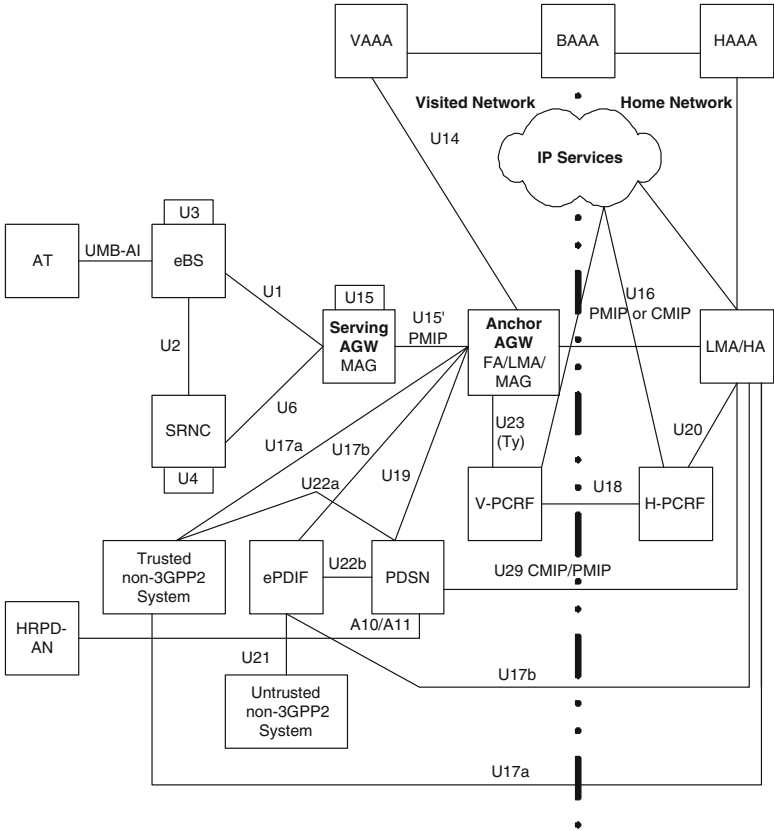 VAAA
BAAA
HAAA
Visited Network
Home Network
U14
IP Services
U3
AT
UMB-AI
eBS
U1
U15
U16
PMIP or CMIP
U2
Serving
AGW
MAG
U15'
PMIP
Anchor
AGW
FA/LMA/
MAG
LMA/HA
U6
SRNC
U4
U17a
U17b
U19
U23
(Ty)
U20
U22a
V-PCRF
U18
H-PCRF
Trusted
non-3GPP2
System
ePDIF
U22b
PDSN
U29 CMIP/PMIP
HRPD-
AN
A10/A11
U21
U17b
Untrusted
non-3GPP2
System
U17a